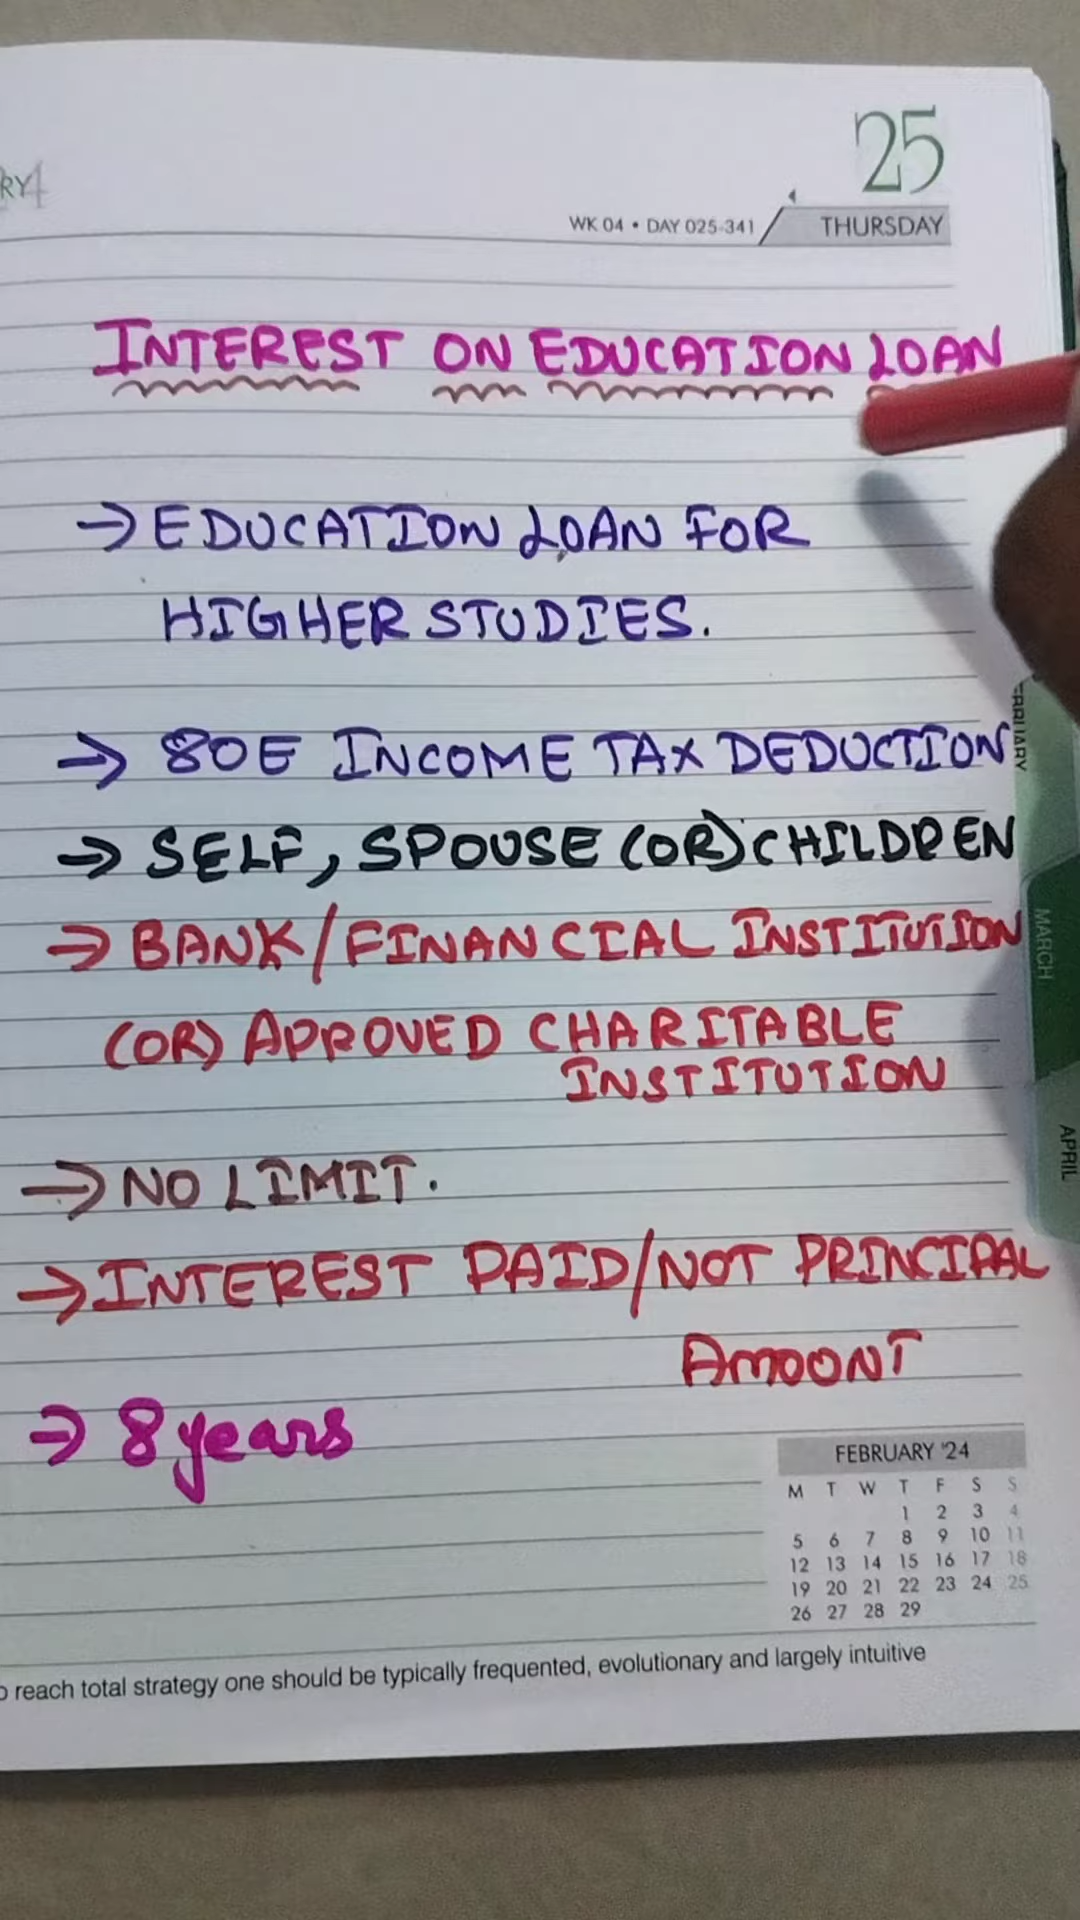 RY
25
WK 04 • DAY 025-341
THURSDAY
INTEREST ON EDUCATION LOAN
→ EDUCATION LOAN FOR
HIGHER STUDIES.
→ 80E INCOME TAX DEDUCTION
→ SELF, SPOUSE (OR) CHILDREN
→ BANK/FINANCIAL INSTITUTION
(OR) APPROVED CHARITABLE
INSTITUTION
→ NO LIMIT.
→ INTEREST PAID/NOT PRINCIPAL
AMOONT
→ 8 years
FEBRUARY '24
M T W T F S S
1 2 3 4
5 6 7 8 9 10 11
12 13 14 15 16 17 18
19 20 21 22 23 24 25
26 27 28 29
reach total strategy one should be typically frequented, evolutionary and largely intuitive
MARCH
APRIL